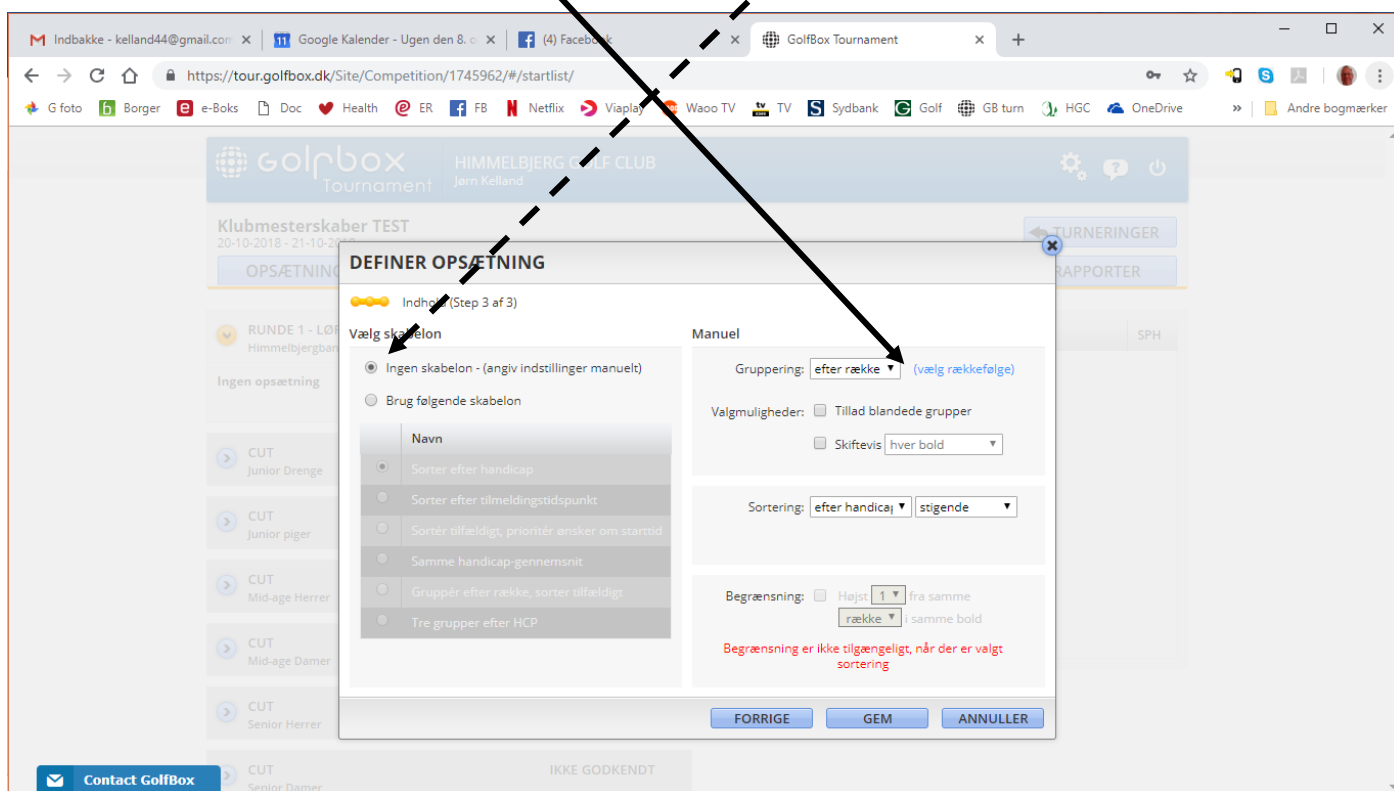 Indbakke - kelland44@gmail.com
Google Kalender - Ugen den 8. o
(4) Facebook
GolfBox Tournament
https://tour.golfbox.dk/Site/Competition/1745962/#/startlist/
G foto Borger e-Boks Doc Health ER FB Netflix Viaplay Waoo TV TV Sydbank Golf GB turn HGC OneDrive » Andre bogmærker
GolfBox HIMMELBJERG GOLF CLUB
Tournament Jørn Kelland
Klubmesterskaber TEST
20-10-2018 - 21-10-2018
TURNERINGER
OPSÆTNING
RAPPORTER
DEFINER OPSÆTNING
Indhold (Step 3 af 3)
RUNDE 1 - LØR
Himmelbjergban
SPH
Ingen opsætning
Vælg skabelon
Ingen skabelon - (angiv indstillinger manuelt)
Brug følgende skabelon
Navn
Sorter efter handicap
Sorter efter tilmeldingstidspunkt
Sortér tilfældigt, prioritér ønsker om starttid
Samme handicap-gennemsnit
Gruppér efter række, sorter tilfældigt
Tre grupper efter HCP
Manuel
Gruppering: efter række (vælg rækkefølge)
Valgmuligheder: Tillad blandede grupper
Skiftevis hver bold
Sortering: efter handicap stigende
Begrænsning: Højst 1 fra samme
række i samme bold
Begrænsning er ikke tilgængeligt, når der er valgt
sortering
FORRIGE GEM ANNULLER
CUT
Junior Drenge
CUT
Junior piger
CUT
Mid-age Herrer
CUT
Mid-age Damer
CUT
Senior Herrer
CUT IKKE GODKENDT
Senior Damer
Contact GolfBox